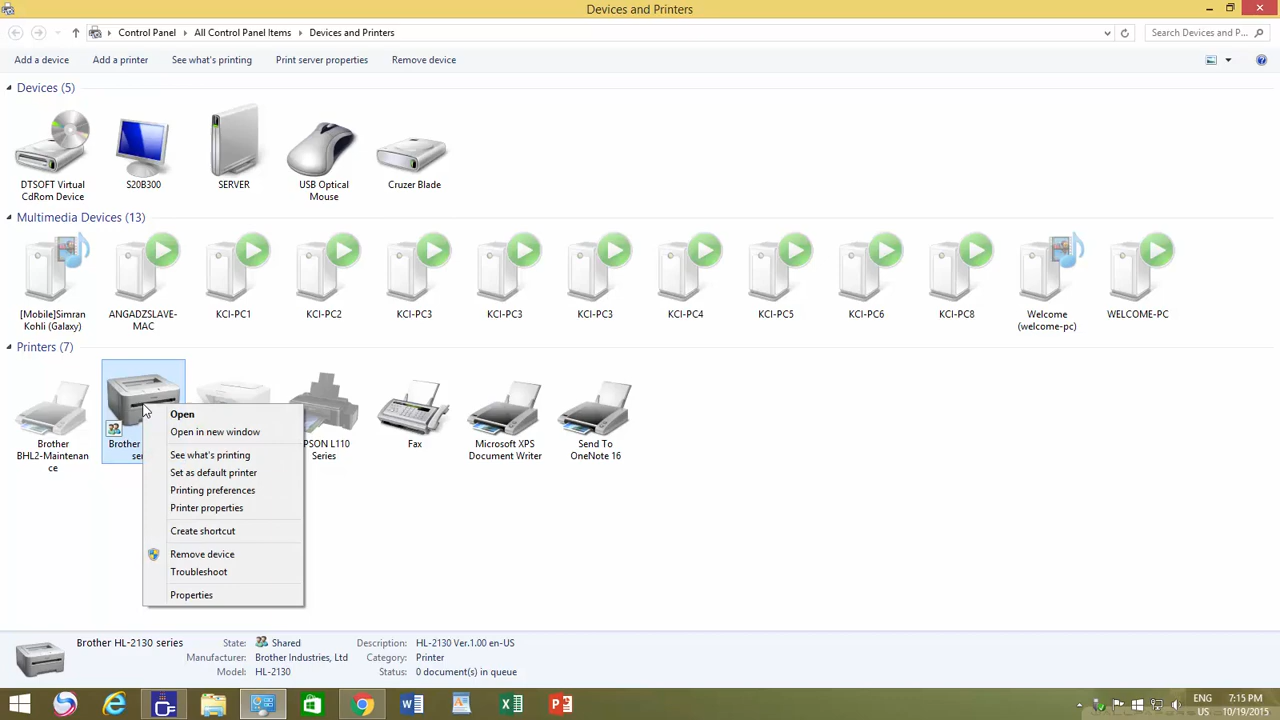 Devices and Printers
Control Panel All Control Panel Items Devices and Printers
Search Devices and P...
Add a device Add a printer See what's printing Print server properties Remove device
Devices (5)
DTSOFT Virtual CdRom Device
S20B300
SERVER
USB Optical Mouse
Cruzer Blade
Multimedia Devices (13)
[Mobile]Simran Kohli (Galaxy)
ANGADZSLAVE-MAC
KCI-PC1
KCI-PC2
KCI-PC3
KCI-PC3
KCI-PC3
KCI-PC4
KCI-PC5
KCI-PC6
KCI-PC8
Welcome (welcome-pc)
WELCOME-PC
Printers (7)
Brother BHL2-Maintenance
Brother
ser
PSON L110 Series
Fax
Microsoft XPS Document Writer
Send To OneNote 16
Open
Open in new window
See what's printing
Set as default printer
Printing preferences
Printer properties
Create shortcut
Remove device
Troubleshoot
Properties
Brother HL-2130 series
State: Shared
Manufacturer: Brother Industries, Ltd
Model: HL-2130
Description: HL-2130 Ver.1.00 en-US
Category: Printer
Status: 0 document(s) in queue
ENG
US
7:15 PM
10/19/2015